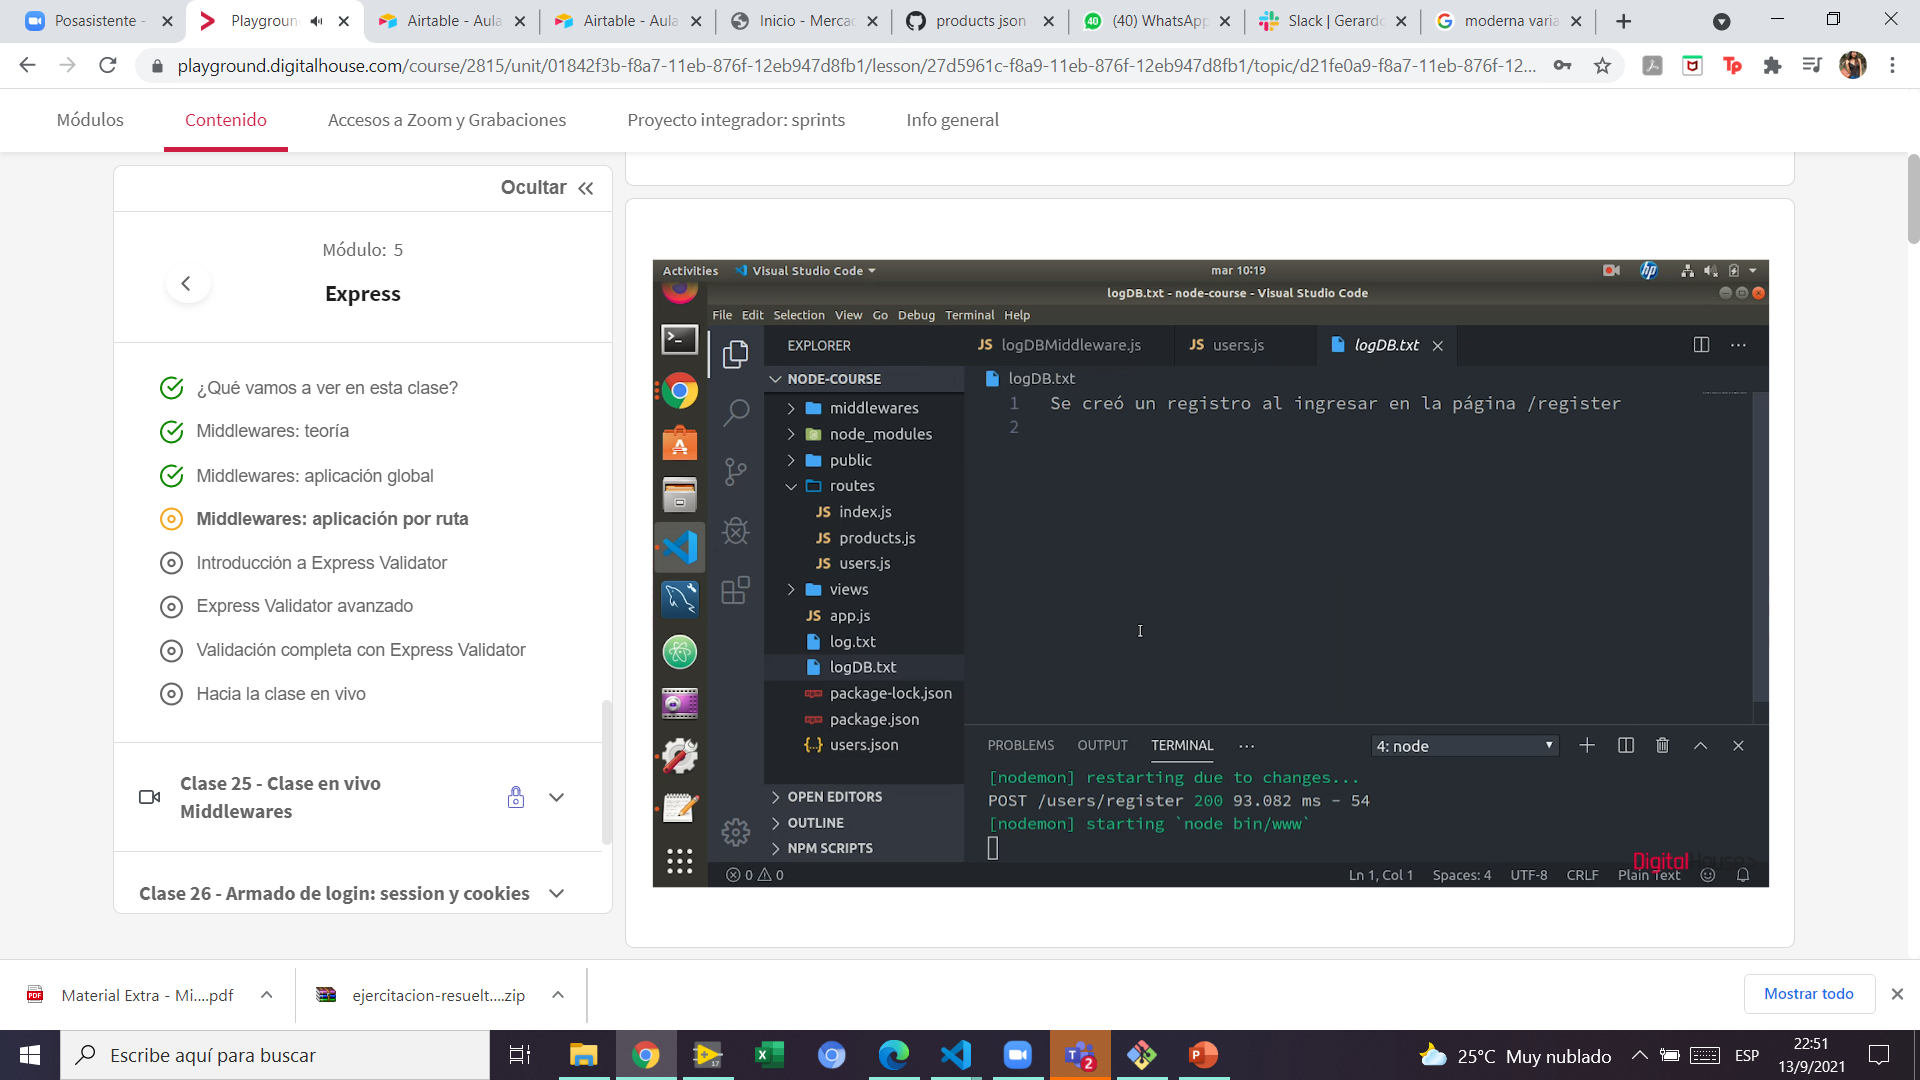 Posasistente -
Playground
Airtable - Aula
Airtable - Aula
Inicio - Merca
products json
(40) WhatsApp
Slack | Gerardo
moderna varia
playground.digitalhouse.com/course/2815/unit/01842f3b-f8a7-11eb-876f-12eb947d8fb1/lesson/27d5961c-f8a9-11eb-876f-12eb947d8fb1/topic/d21fe0a9-f8a7-11eb-876f-12...
Módulos
Contenido
Accesos a Zoom y Grabaciones
Proyecto integrador: sprints
Info general
Ocultar
Módulo: 5
Express
¿Qué vamos a ver en esta clase?
Middlewares: teoría
Middlewares: aplicación global
Middlewares: aplicación por ruta
Introducción a Express Validator
Express Validator avanzado
Validación completa con Express Validator
Hacia la clase en vivo
Clase 25 - Clase en vivo
Middlewares
Clase 26 - Armado de login: session y cookies
Activities Visual Studio Code
mar 10:19
logDB.txt - node-course - Visual Studio Code
File Edit Selection View Go Debug Terminal Help
EXPLORER
JS logDBMiddleware.js
JS users.js
logDB.txt
NODE-COURSE
middlewares
node_modules
public
routes
JS index.js
JS products.js
JS users.js
views
JS app.js
log.txt
logDB.txt
package-lock.json
package.json
{..} users.json
OPEN EDITORS
OUTLINE
NPM SCRIPTS
logDB.txt
1 Se creó un registro al ingresar en la página /register
2
PROBLEMS OUTPUT TERMINAL ...
4: node
[nodemon] restarting due to changes...
POST /users/register 200 93.082 ms - 54
[nodemon] starting `node bin/www`
DigitalHouse>
0 0
Ln 1, Col 1 Spaces: 4 UTF-8 CRLF Plain Text
Material Extra - Mi....pdf
ejercitacion-resuelt....zip
Mostrar todo
Escribe aquí para buscar
25°C Muy nublado
ESP
22:51
13/9/2021